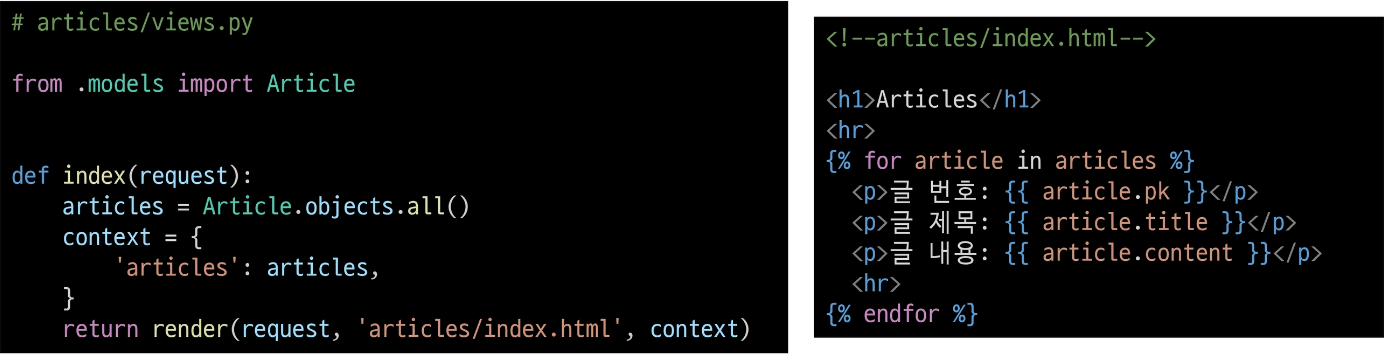 # articles/views.py
from .models import Article
def index(request):
    articles = Article.objects.all()
    context = {
        'articles': articles,
    }
    return render(request, 'articles/index.html', context)
<!--articles/index.html-->
<h1>Articles</h1>
<hr>
{% for article in articles %}
  <p>글 번호: {{ article.pk }}</p>
  <p>글 제목: {{ article.title }}</p>
  <p>글 내용: {{ article.content }}</p>
  <hr>
{% endfor %}